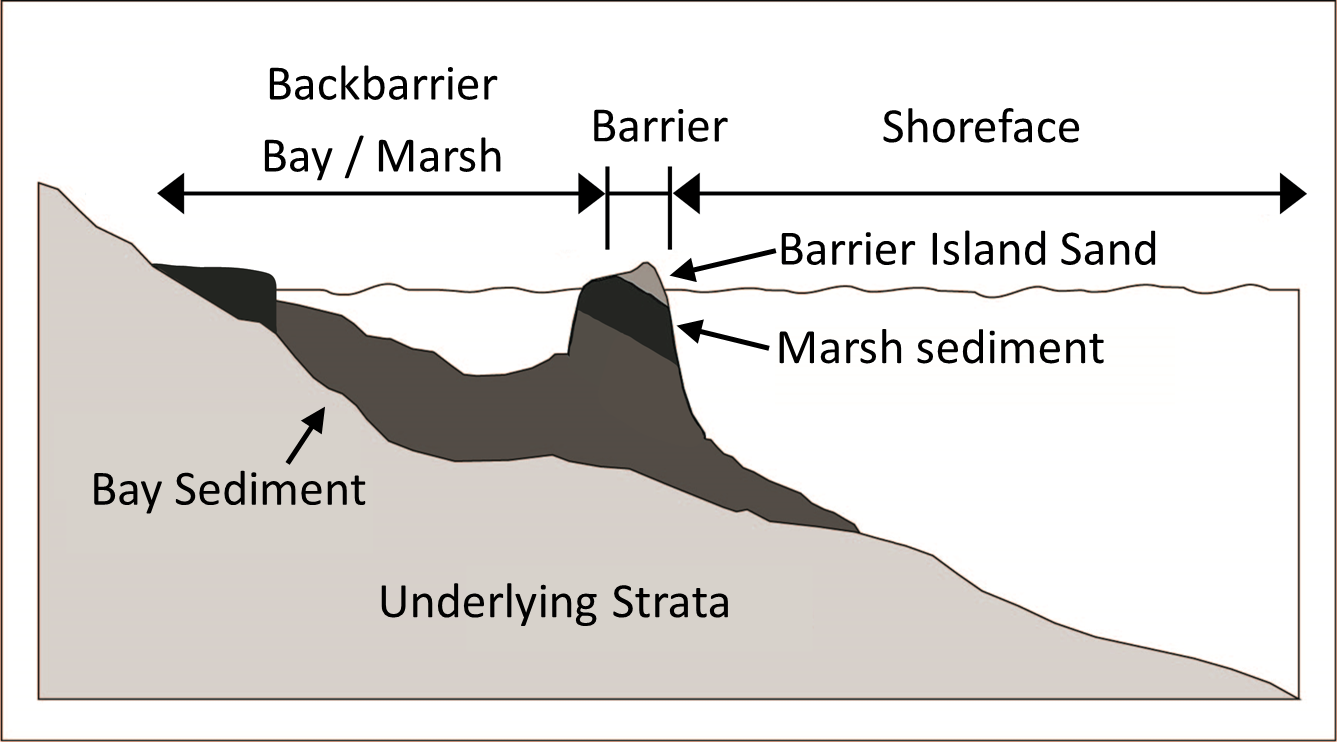 Backbarrier
Bay / Marsh
Barrier
Shoreface
Barrier Island Sand
Marsh sediment
Bay Sediment
Underlying Strata